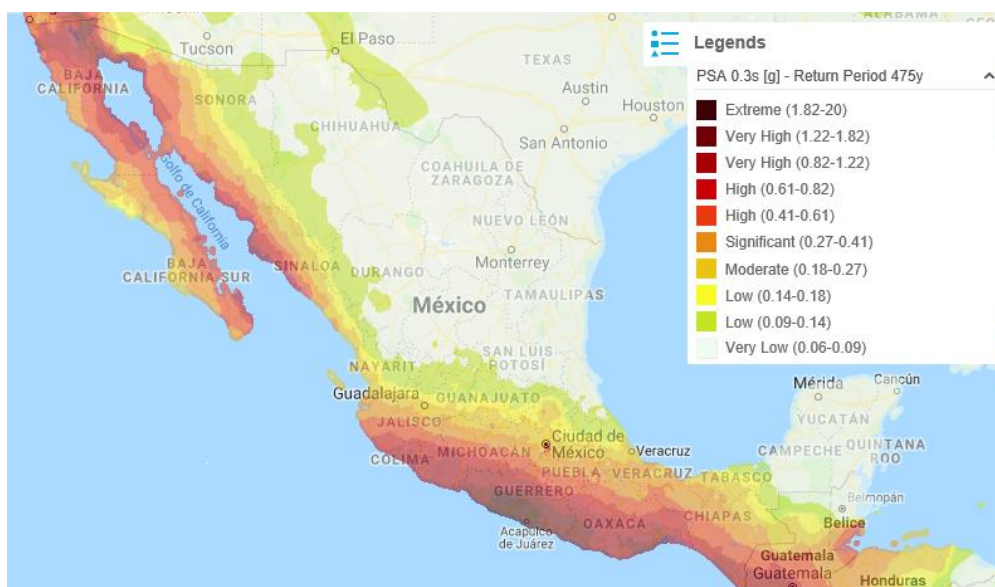 ALABAMA
Tucson
El Paso
TEXAS
BAJA
CALIFORNIA
SONORA
Austin
Houston
San Antonio
CHIHUAHUA
COAHUILA
DE ZARAGOZA
Golfo de California
NUEVO LEÓN
Monterrey
BAJA
CALIFORNIA SUR
SINALOA
DURANGO
México
TAMAULIPAS
SAN LUIS
POTOSÍ
NAYARIT
Guadalajara
GUANAJUATO
JALISCO
Ciudad de
México
COLIMA
MICHOACÁN
PUEBLA
VERACRUZ
Veracruz
TABASCO
GUERRERO
Acapulco
de Juárez
OAXACA
CHIAPAS
Mérida
Cancún
YUCATÁN
CAMPECHE
QUINTANA
ROO
Belmopán
Belice
Guatemala
Guatemala
Honduras
Legends
PSA 0.3s [g] - Return Period 475y
Extreme (1.82-20)
Very High (1.22-1.82)
Very High (0.82-1.22)
High (0.61-0.82)
High (0.41-0.61)
Significant (0.27-0.41)
Moderate (0.18-0.27)
Low (0.14-0.18)
Low (0.09-0.14)
Very Low (0.06-0.09)